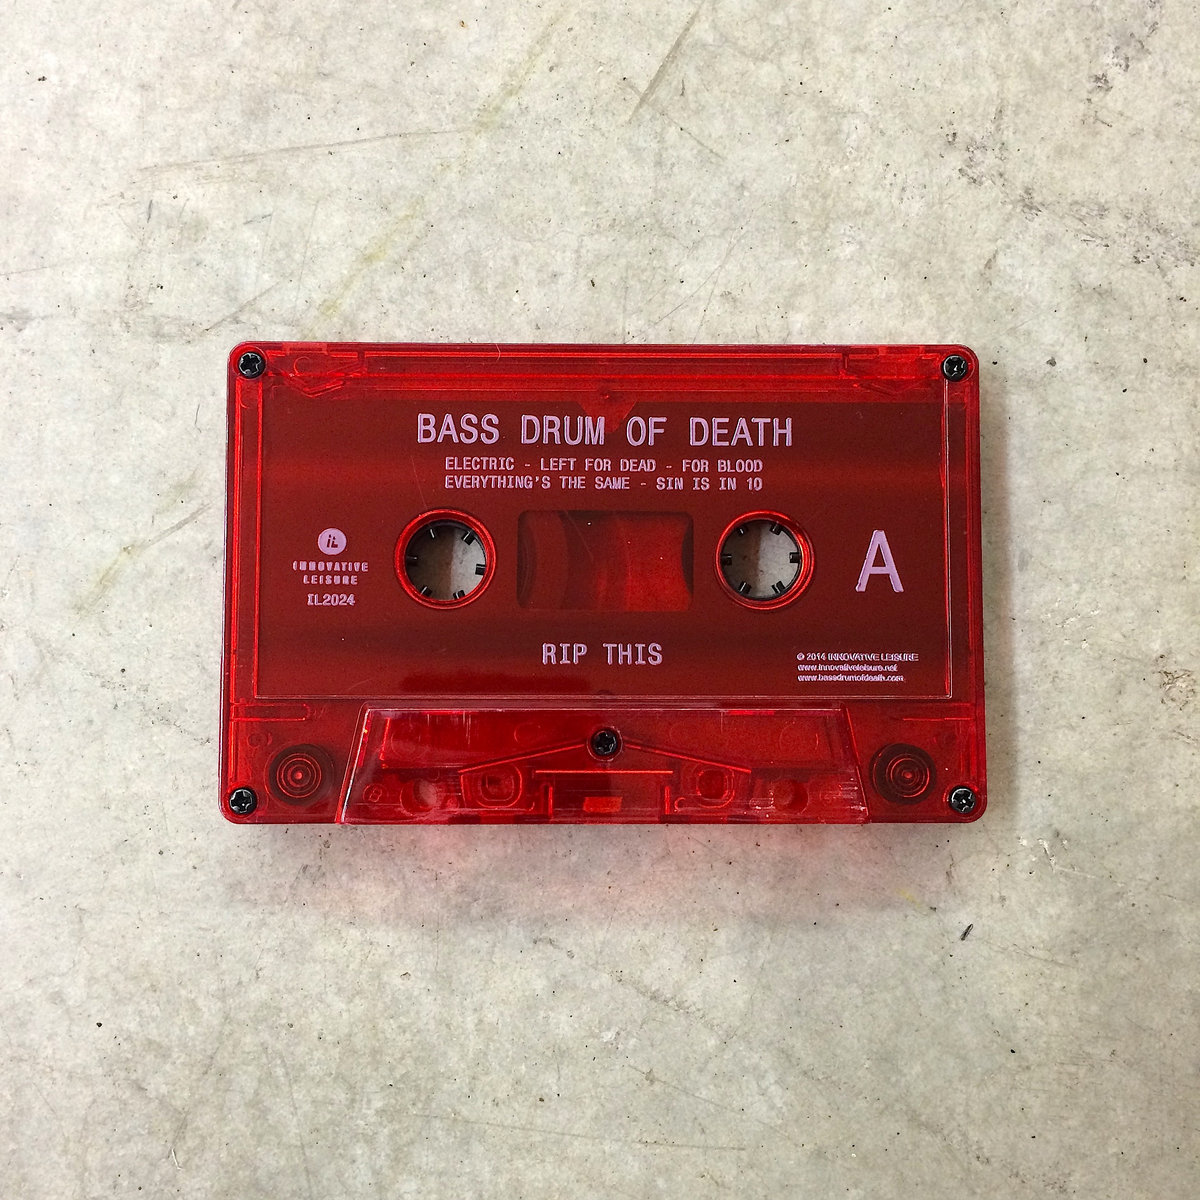 BASS DRUM OF DEATH
ELECTRIC - LEFT FOR DEAD - FOR BLOOD
EVERYTHING'S THE SAME - SIN IS IN 10
iL
INNOVATIVE
LEISURE
IL2024
A
RIP THIS
© 2014 INNOVATIVE LEISURE
www.innovativeleisure.net
www.bassdrumofdeath.com